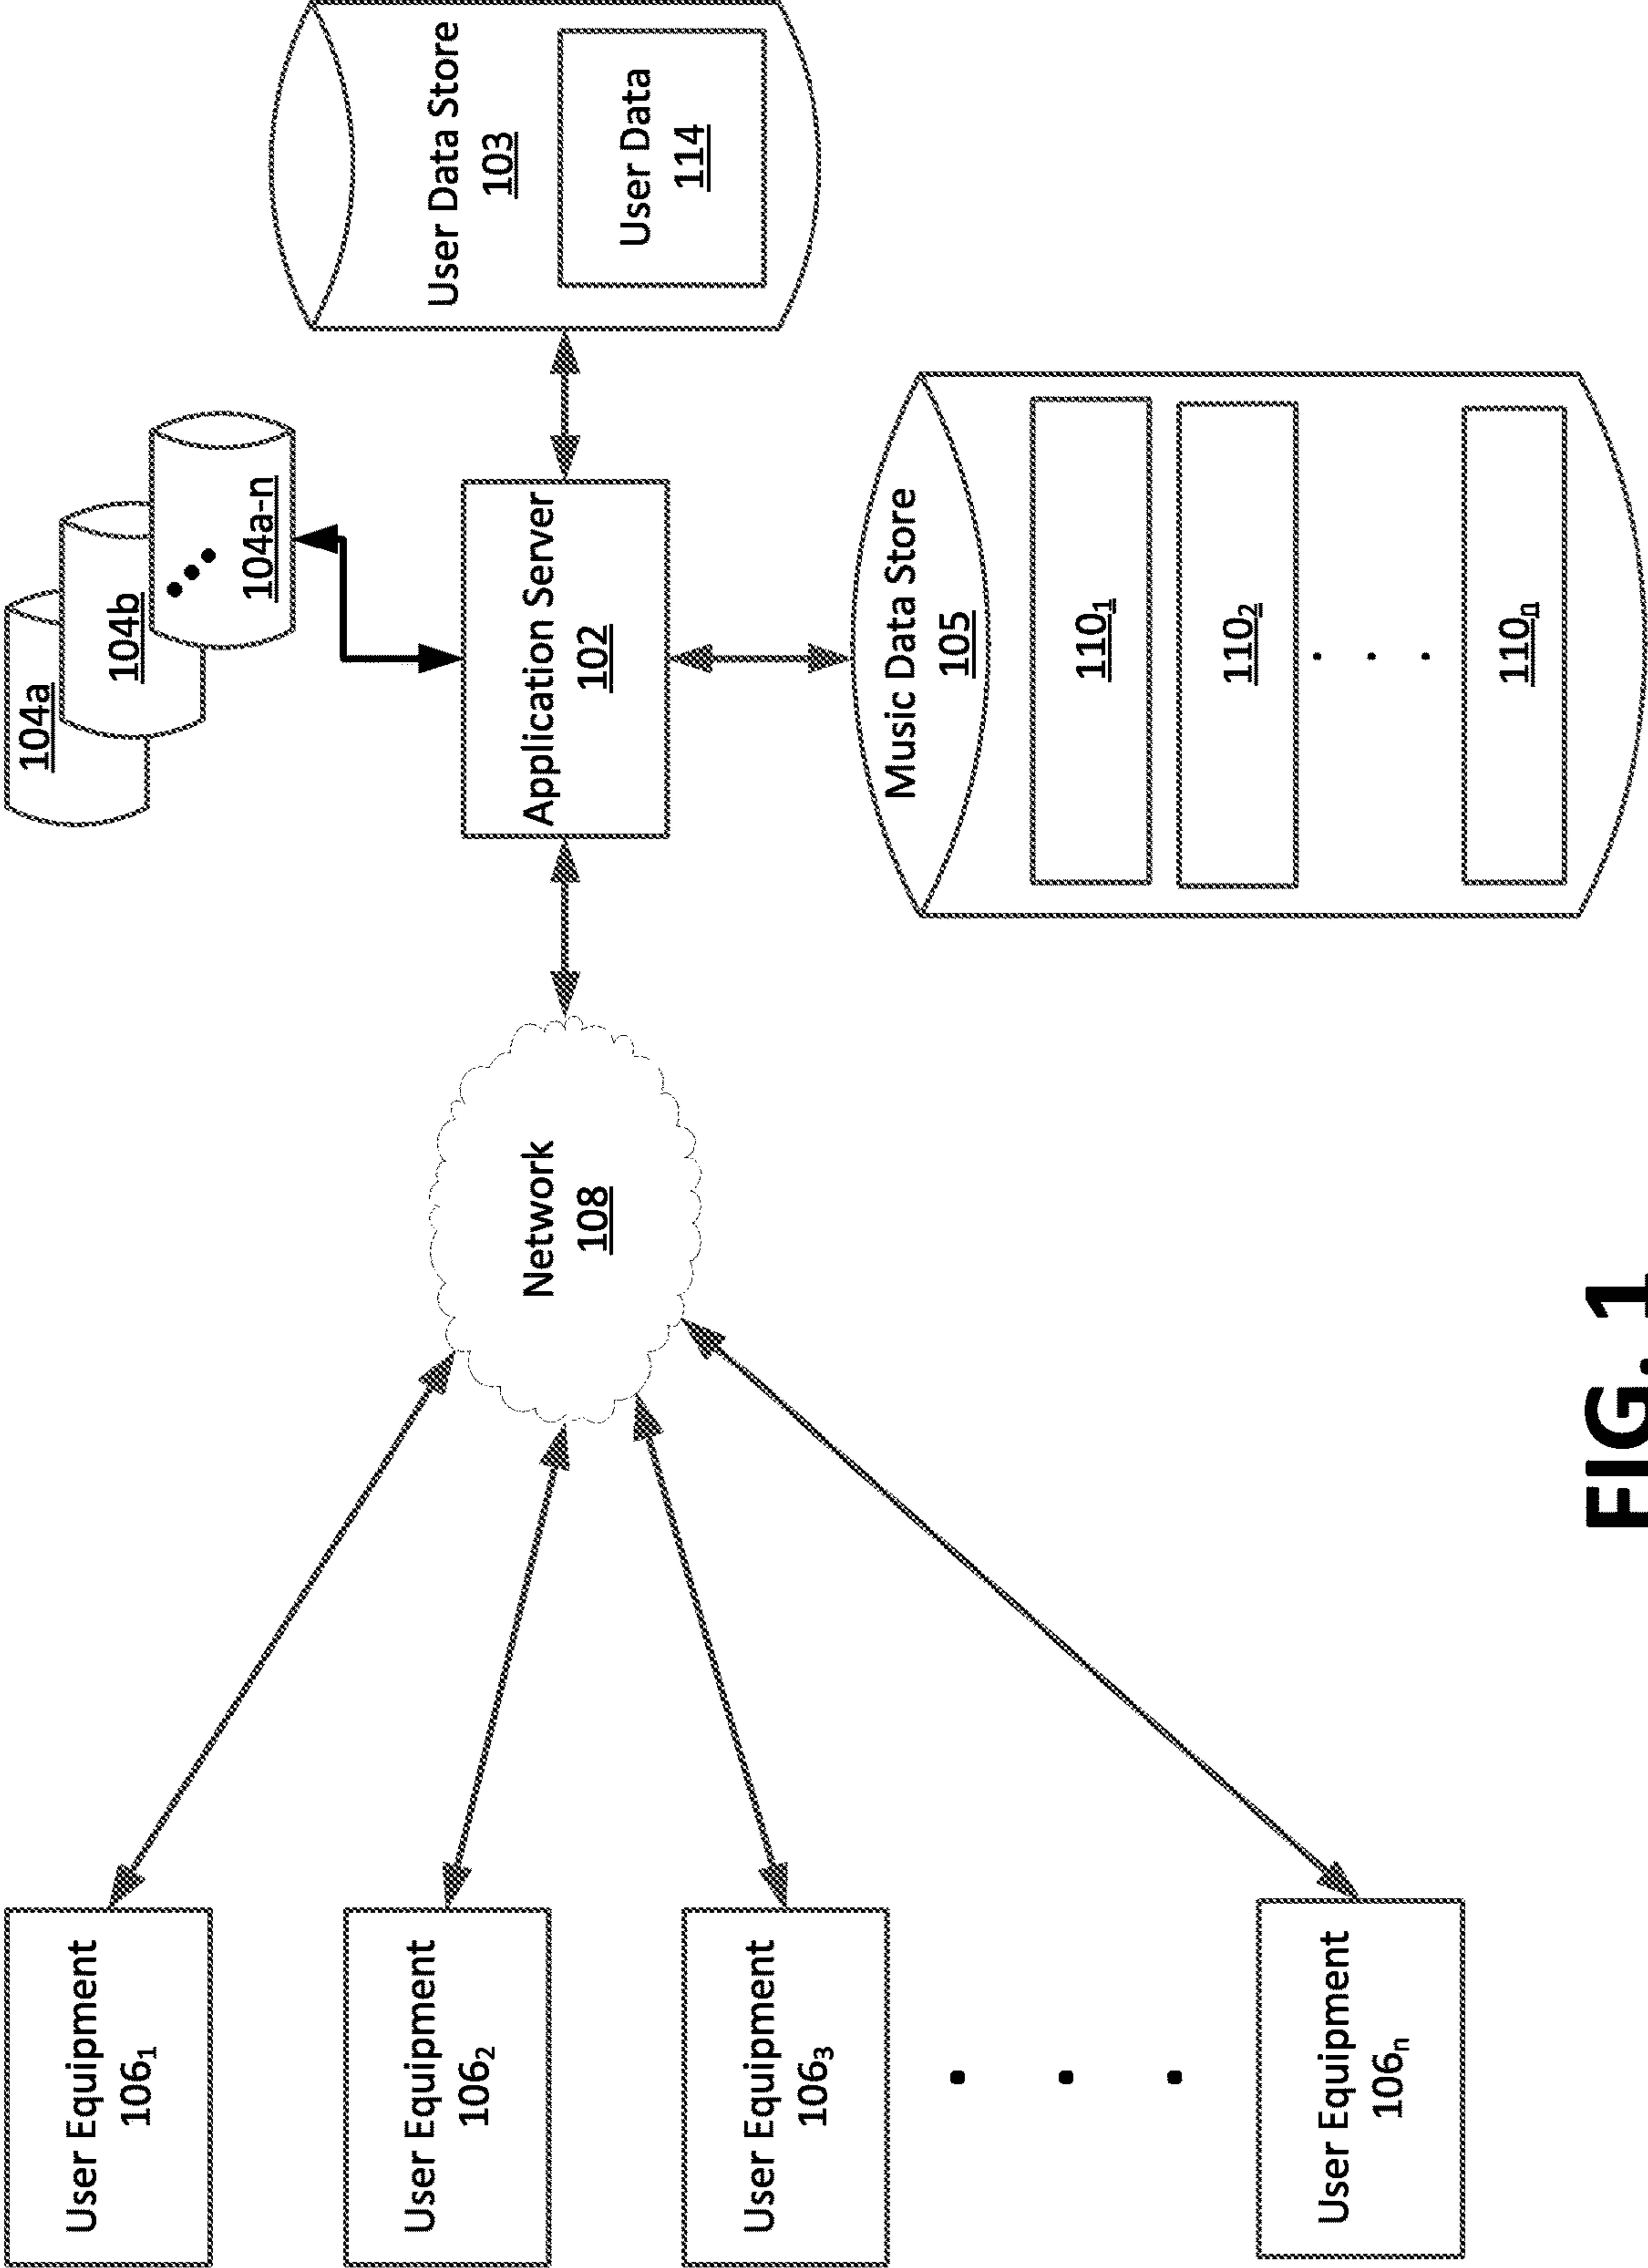 104a
104b
104a-n
User Equipment
106₁
User Equipment
106₂
User Equipment
106₃
User Equipment
106ₙ
Network
108
Application Server
102
User Data Store
103
User Data
114
Music Data Store
105
110₁
110₂
110ₙ
FIG. 1